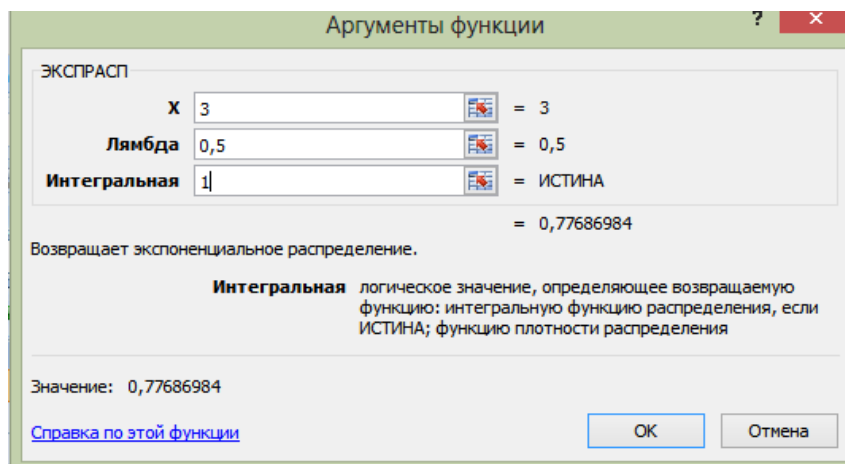 Аргументы функции ?
ЭКСПРАСП
X 3 = 3
Лямбда 0,5 = 0,5
Интегральная 1 = ИСТИНА
= 0,77686984
Возвращает экспоненциальное распределение.
Интегральная логическое значение, определяющее возвращаемую
функцию: интегральную функцию распределения, если
ИСТИНА; функцию плотности распределения
Значение: 0,77686984
Справка по этой функции OK Отмена